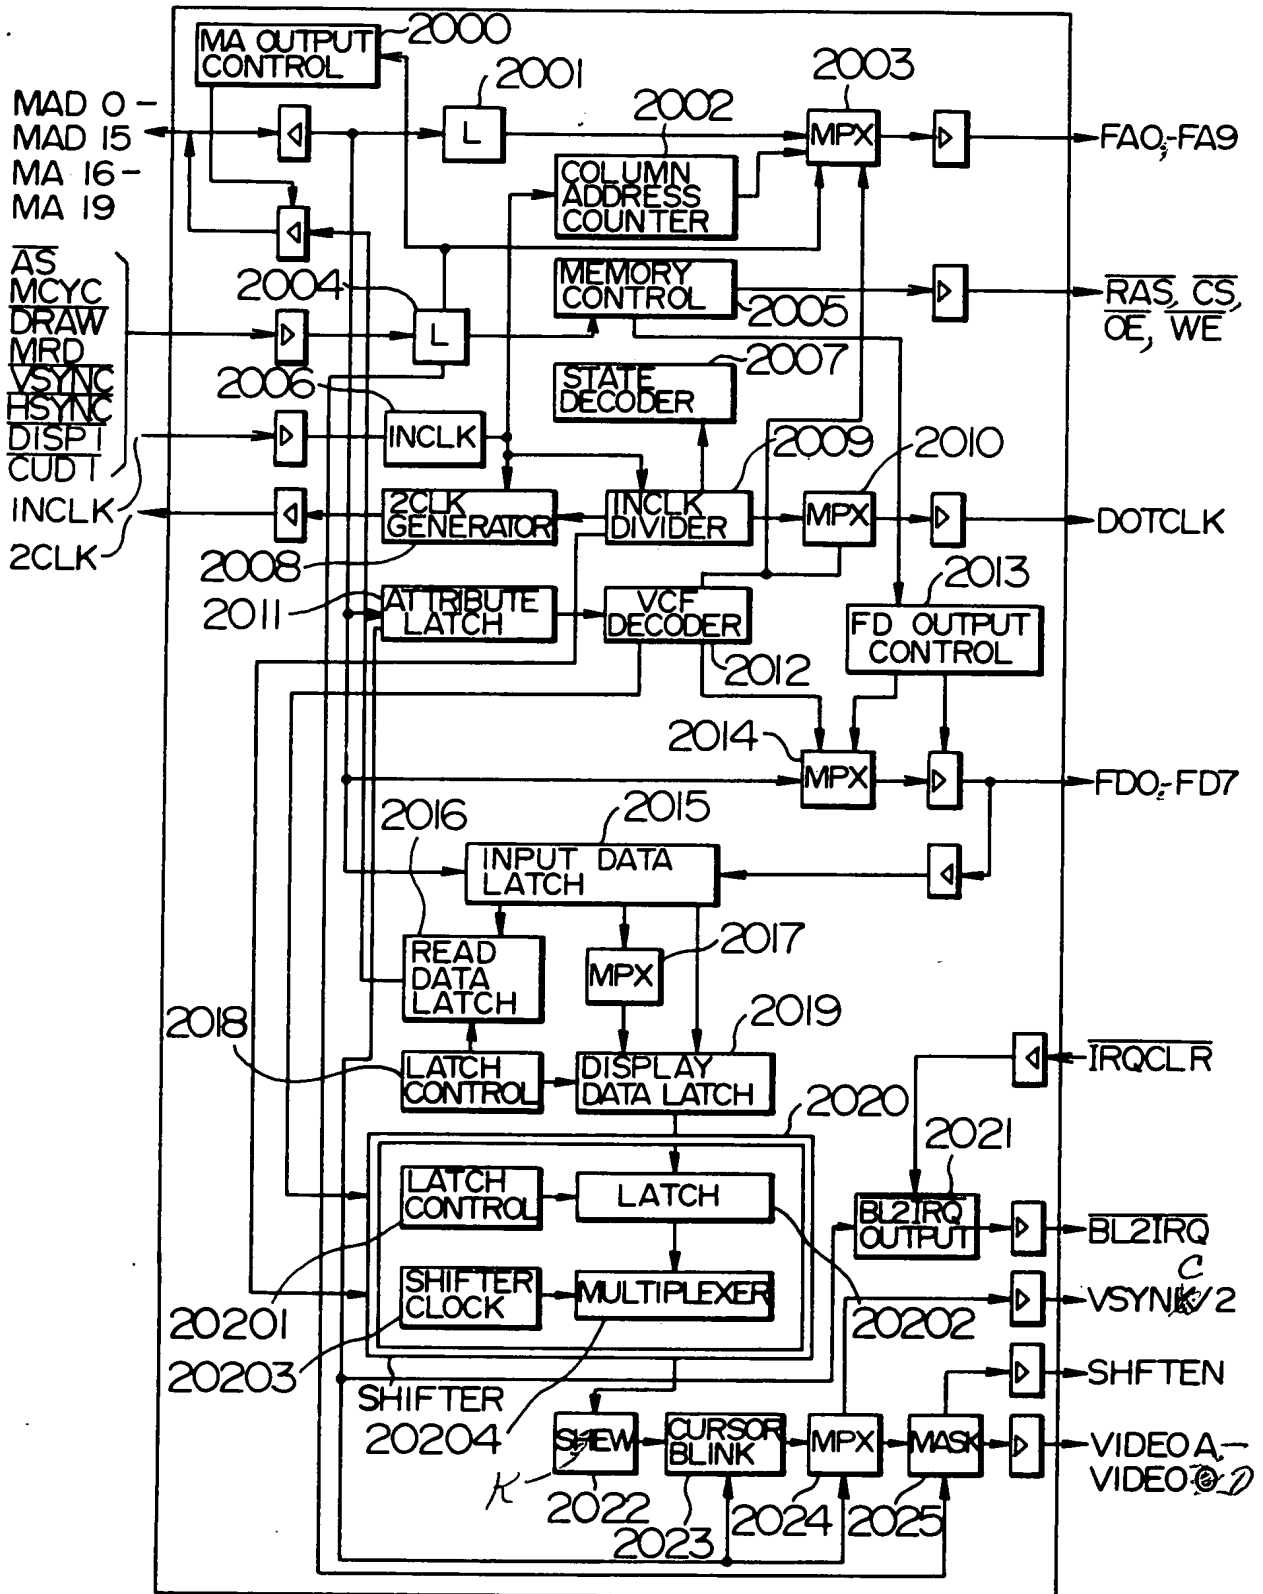 2000
MA OUTPUT
CONTROL
2001
2003
MAD 0 -
MAD 15
MA 16 -
MA 19
L
2002
MPX
FA0,-FA9
COLUMN
ADDRESS
COUNTER
AS
MCYC
DRAW
MRD
VSYNC
HSYNC
DISP1
CUD1
INCLK
2CLK
2004
MEMORY
CONTROL
2005
RAS, CS,
OE, WE
L
2006
2007
STATE
DECODER
INCLK
2009
2010
2CLK
GENERATOR
2008
INCLK
DIVIDER
MPX
DOTCLK
2011
ATTRIBUTE
LATCH
VCF
DECODER
2012
2013
FD OUTPUT
CONTROL
2014
MPX
FD0,-FD7
2016
2015
INPUT DATA
LATCH
READ
DATA
LATCH
2017
MPX
2018
2019
LATCH
CONTROL
DISPLAY
DATA LATCH
IRQCLR
2020
2021
LATCH
CONTROL
LATCH
BL2IRQ
OUTPUT
BL2IRQ
C
SHIFTER
CLOCK
MULTIPLEXER
VSYNK/2
20201
20202
20203
SHIFTER
SHFTEN
20204
SHEW
K
CURSOR
BLINK
MPX
MASK
VIDEO A,-
VIDEO D
2022
2023
2024
2025